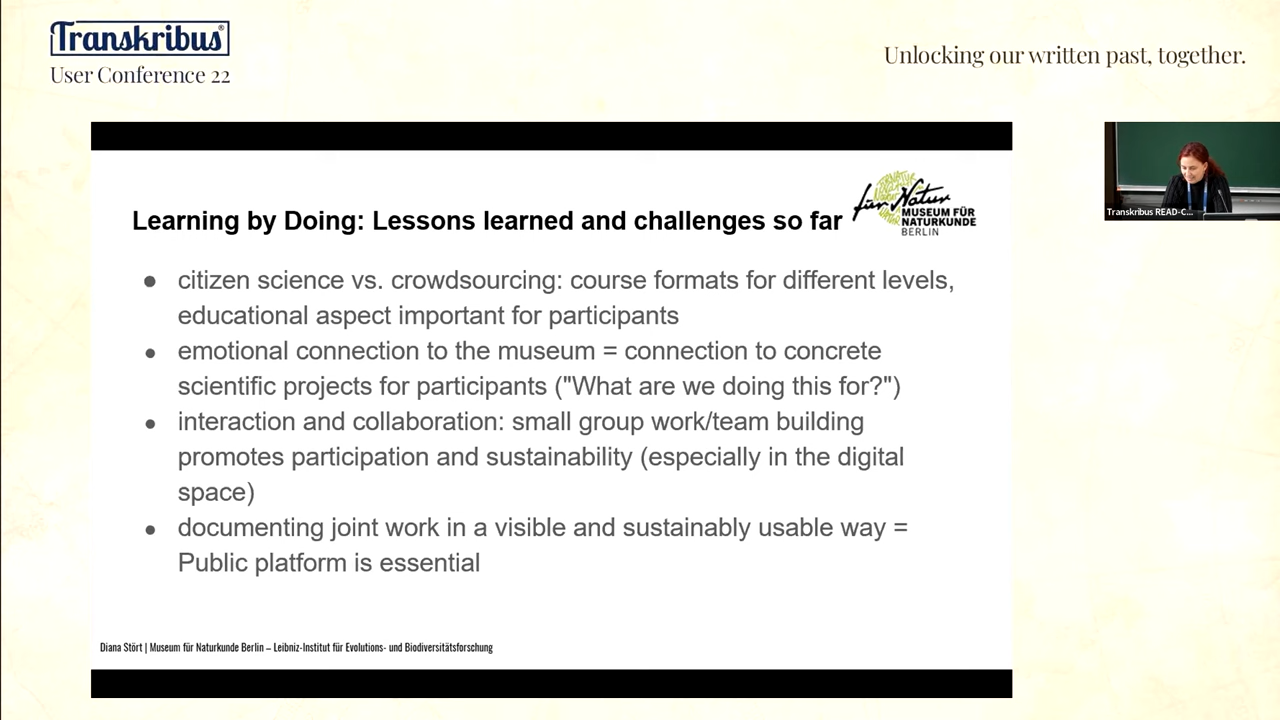 Transkribus®
User Conference 22
Unlocking our written past, together.
Learning by Doing: Lessons learned and challenges so far
für Natur
MUSEUM FÜR
NATURKUNDE
BERLIN
● citizen science vs. crowdsourcing: course formats for different levels,
educational aspect important for participants
● emotional connection to the museum = connection to concrete
scientific projects for participants ("What are we doing this for?")
● interaction and collaboration: small group work/team building
promotes participation and sustainability (especially in the digital
space)
● documenting joint work in a visible and sustainably usable way =
Public platform is essential
Diana Stört | Museum für Naturkunde Berlin – Leibniz-Institut für Evolutions- und Biodiversitätsforschung
Transkribus READ-C...